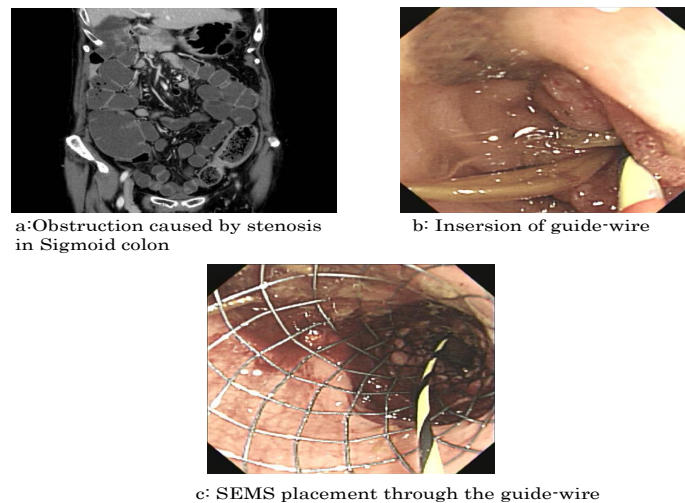 a:Obstruction caused by stenosis
in Sigmoid colon
b: Insersion of guide-wire
c: SEMS placement through the guide-wire